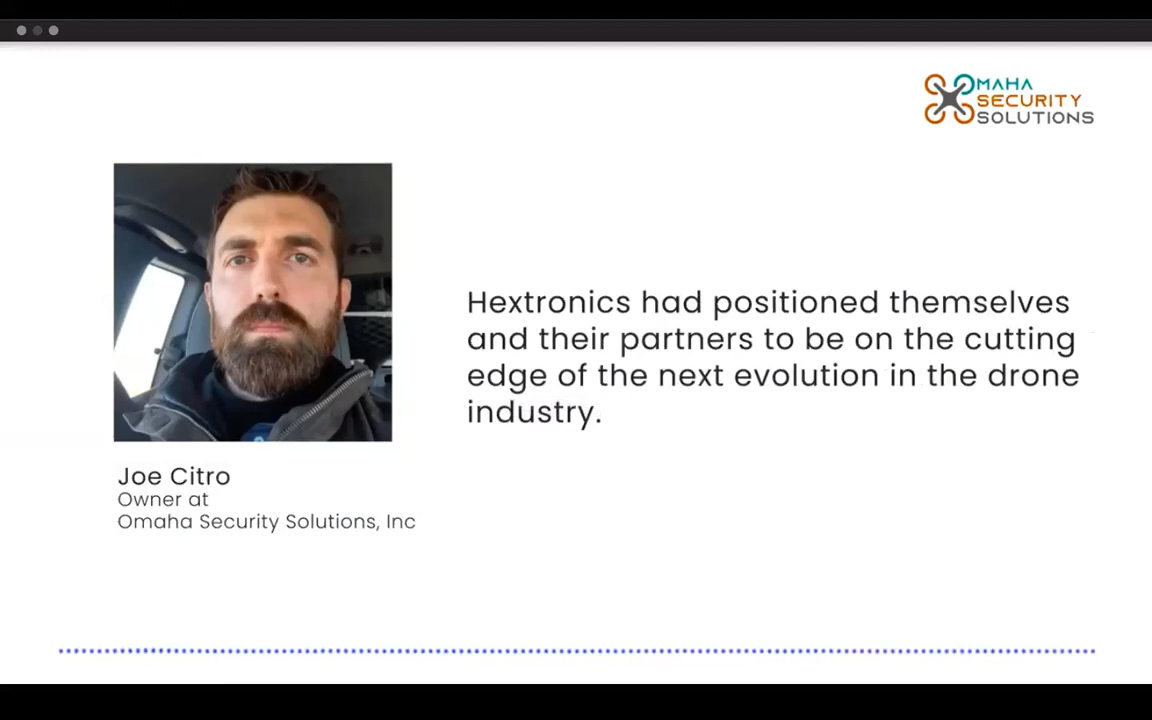 OMAHA
SECURITY
SOLUTIONS
Hextronics had positioned themselves
and their partners to be on the cutting
edge of the next evolution in the drone
industry.
Joe Citro
Owner at
Omaha Security Solutions, Inc